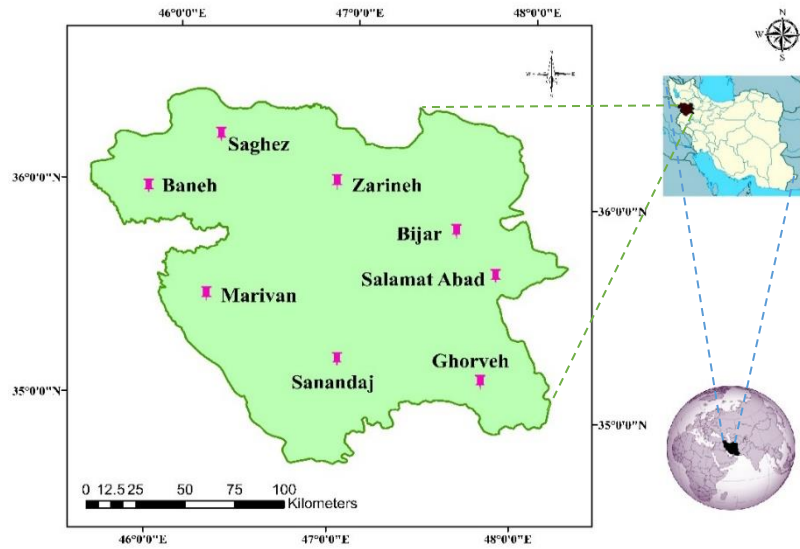 46°0'0"E 47°0'0"E 48°0'0"E
N
W E
S
Saghez
36°0'0"N
Baneh
Zarineh
36°0'0"N
Bijar
Salamat Abad
Marivan
Ghorveh
Sanandaj
35°0'0"N
35°0'0"N
0 12.5 25 50 75 100
Kilometers
46°0'0"E 47°0'0"E 48°0'0"E